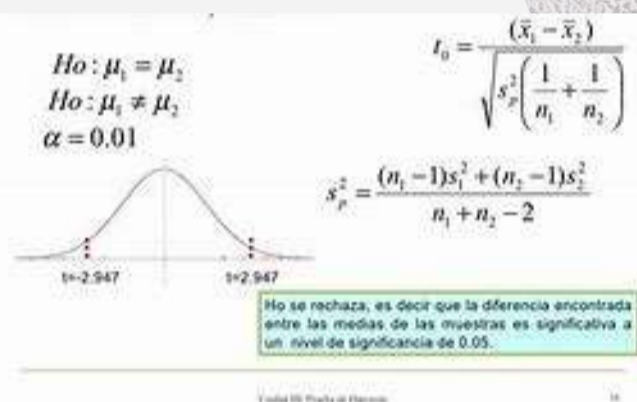 Ho : μ₁ = μ₂
Ho : μ₁ ≠ μ₂
α = 0.01
t₀ = (x̄₁ − x̄₂) / √( s²ₚ ( 1/n₁ + 1/n₂ ) )
s²ₚ = ( (n₁ −1)s₁² + (n₂ −1)s₂² ) / ( n₁ + n₂ − 2 )
t=-2.947
t=2.947
Ho se rechaza, es decir que la diferencia encontrada
entre las medias de las muestras es significativa a
un nivel de significancia de 0.05.